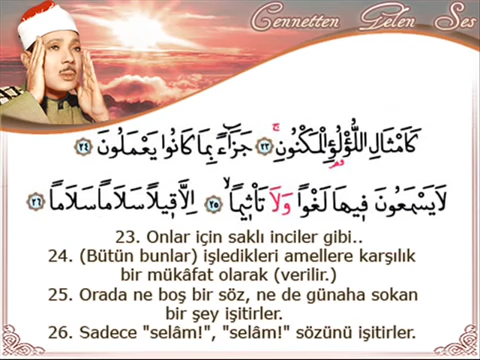 Cennetten Gelen Ses
كَاَمْثَالِ اللُّؤْلُؤِ الْمَكْنُونِۚ ﴿٢٣﴾ جَزَٓاءً بِمَا كَانُوا يَعْمَلُونَ ﴿٢٤﴾
لَا يَسْمَعُونَ فٖيهَا لَغْوًا وَلَا تَأْثٖيمًاۙ ﴿٢٥﴾ اِلَّا قٖيلًا سَلَامًا سَلَامًا ﴿٢٦﴾
23. Onlar için saklı inciler gibi..
24. (Bütün bunlar) işledikleri amellere karşılık
bir mükâfat olarak (verilir.)
25. Orada ne boş bir söz, ne de günaha sokan
bir şey işitirler.
26. Sadece "selâm!", "selâm!" sözünü işitirler.